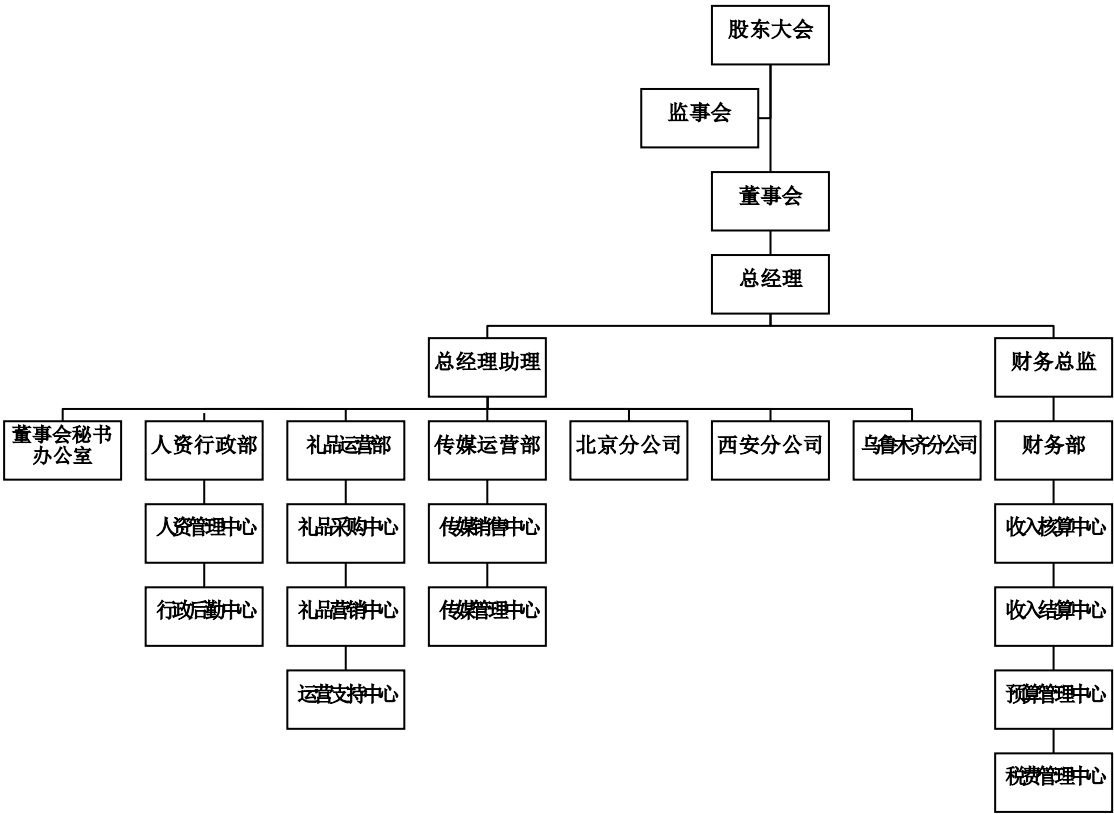 股东大会
监事会
董事会
总经理
总经理助理
财务总监
董事会秘书
办公室
人资行政部
礼品运营部
传媒运营部
北京分公司
西安分公司
乌鲁木齐分公司
财务部
人资管理中心
礼品采购中心
传媒销售中心
收入核算中心
行政后勤中心
礼品营销中心
传媒管理中心
收入结算中心
运营支持中心
预算管理中心
税费管理中心